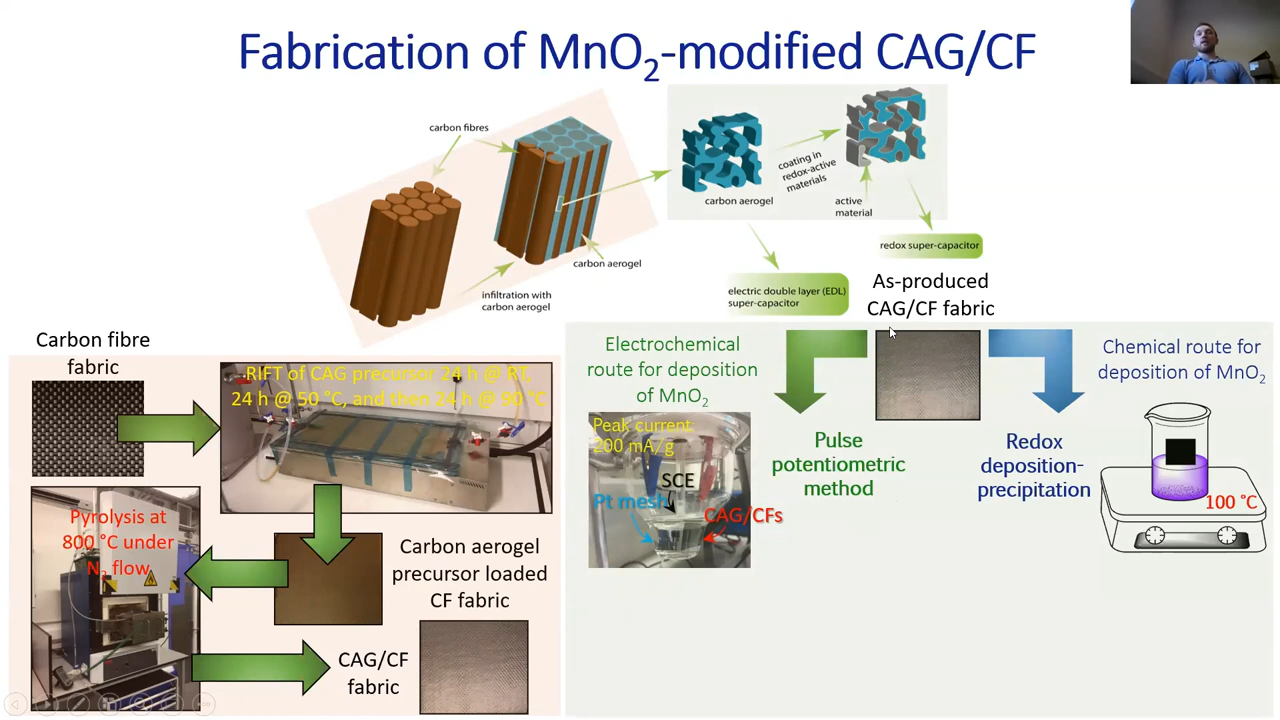 Fabrication of MnO₂-modified CAG/CF
carbon fibres
infiltration with
carbon aerogel
carbon aerogel
carbon aerogel
coating in
redox-active
materials
active
material
redox super-capacitor
electric double layer (EDL)
super-capacitor
As-produced
CAG/CF fabric
Carbon fibre
fabric
RIFT of CAG precursor 24 h @ RT,
24 h @ 50 °C, and then 24 h @ 90 °C
Pyrolysis at
800 °C under
N₂ flow
Carbon aerogel
precursor loaded
CF fabric
CAG/CF
fabric
Electrochemical
route for deposition
of MnO₂
Peak current:
200 mA/g
SCE
Pt mesh
CAG/CFs
Pulse
potentiometric
method
Redox
deposition-
precipitation
Chemical route for
deposition of MnO₂
100 °C